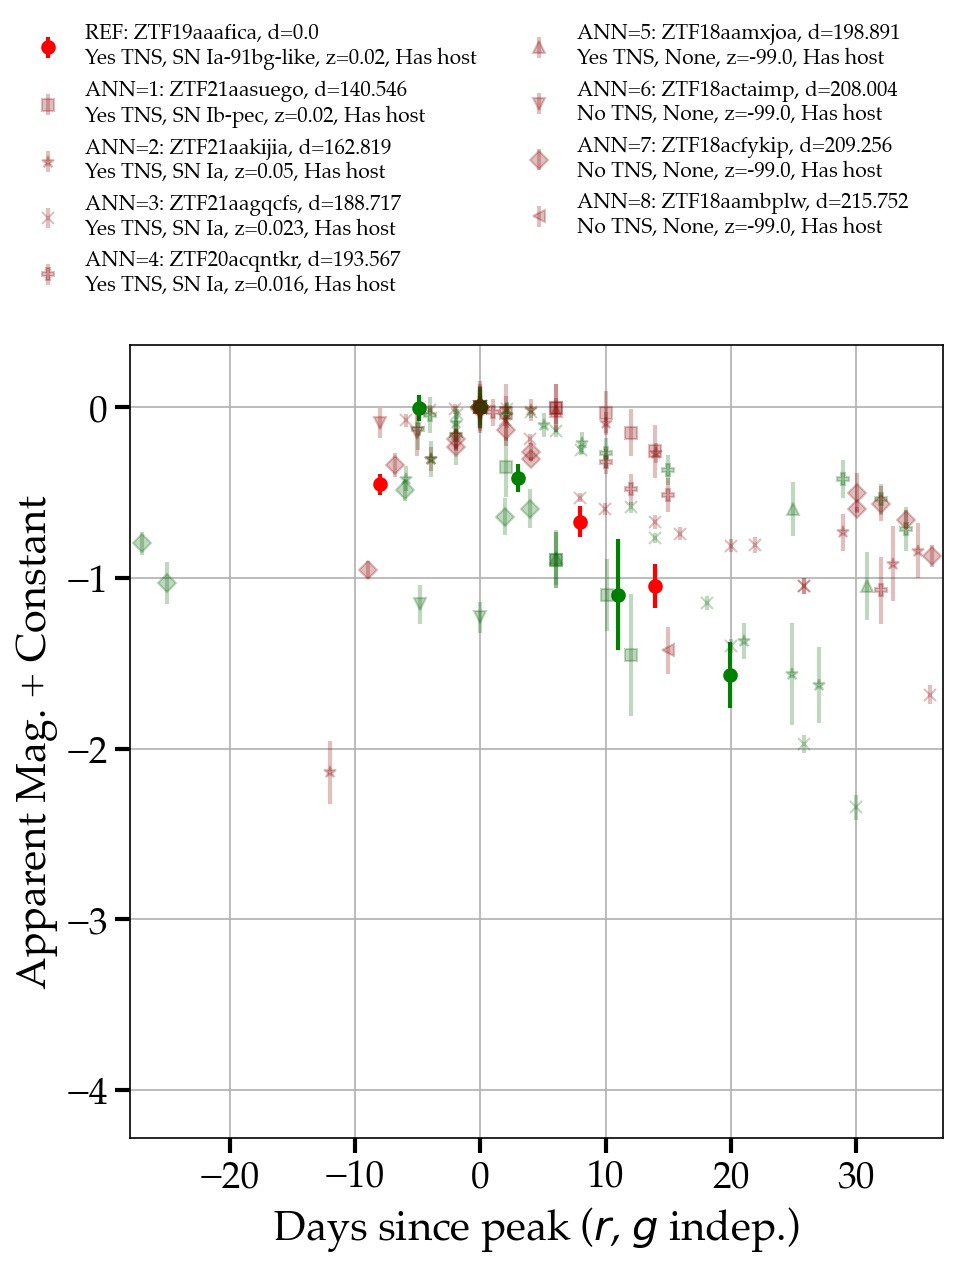 REF: ZTF19aaafica, d=0.0
Yes TNS, SN Ia-91bg-like, z=0.02, Has host
ANN=1: ZTF21aasuego, d=140.546
Yes TNS, SN Ib-pec, z=0.02, Has host
ANN=2: ZTF21aakijia, d=162.819
Yes TNS, SN Ia, z=0.05, Has host
ANN=3: ZTF21aagqcfs, d=188.717
Yes TNS, SN Ia, z=0.023, Has host
ANN=4: ZTF20acqntkr, d=193.567
Yes TNS, SN Ia, z=0.016, Has host
ANN=5: ZTF18aamxjoa, d=198.891
Yes TNS, None, z=-99.0, Has host
ANN=6: ZTF18actaimp, d=208.004
No TNS, None, z=-99.0, Has host
ANN=7: ZTF18acfykip, d=209.256
No TNS, None, z=-99.0, Has host
ANN=8: ZTF18aambplw, d=215.752
No TNS, None, z=-99.0, Has host
Apparent Mag. + Constant
0
−1
−2
−3
−4
−20
−10
0
10
20
30
Days since peak (r, g indep.)